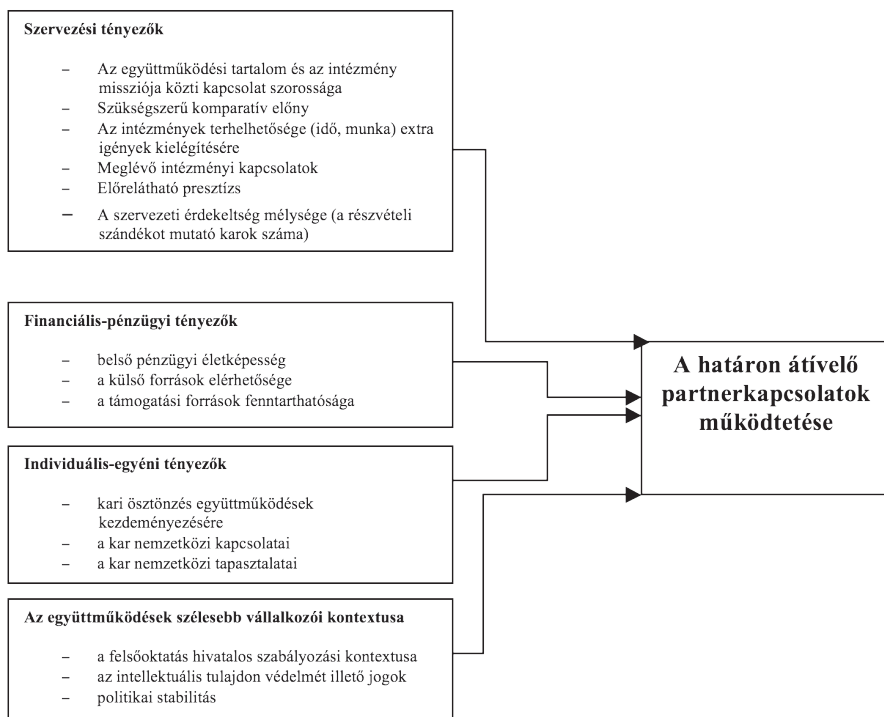 Szervezési tényezők
– Az együttműködési tartalom és az intézmény
missziója közti kapcsolat szorossága
– Szükségszerű komparatív előny
– Az intézmények terhelhetősége (idő, munka) extra
igények kielégítésére
– Meglévő intézményi kapcsolatok
– Előrelátható presztízs
– A szervezeti érdekeltség mélysége (a részvételi
szándékot mutató karok száma)
Financiális-pénzügyi tényezők
– belső pénzügyi életképesség
– a külső források elérhetősége
– a támogatási források fenntarthatósága
Individuális-egyéni tényezők
– kari ösztönzés együttműködések
kezdeményezésére
– a kar nemzetközi kapcsolatai
– a kar nemzetközi tapasztalatai
Az együttműködések szélesebb vállalkozói kontextusa
– a felsőoktatás hivatalos szabályozási kontextusa
– az intellektuális tulajdon védelmét illető jogok
– politikai stabilitás
A határon átívelő
partnerkapcsolatok
működtetése